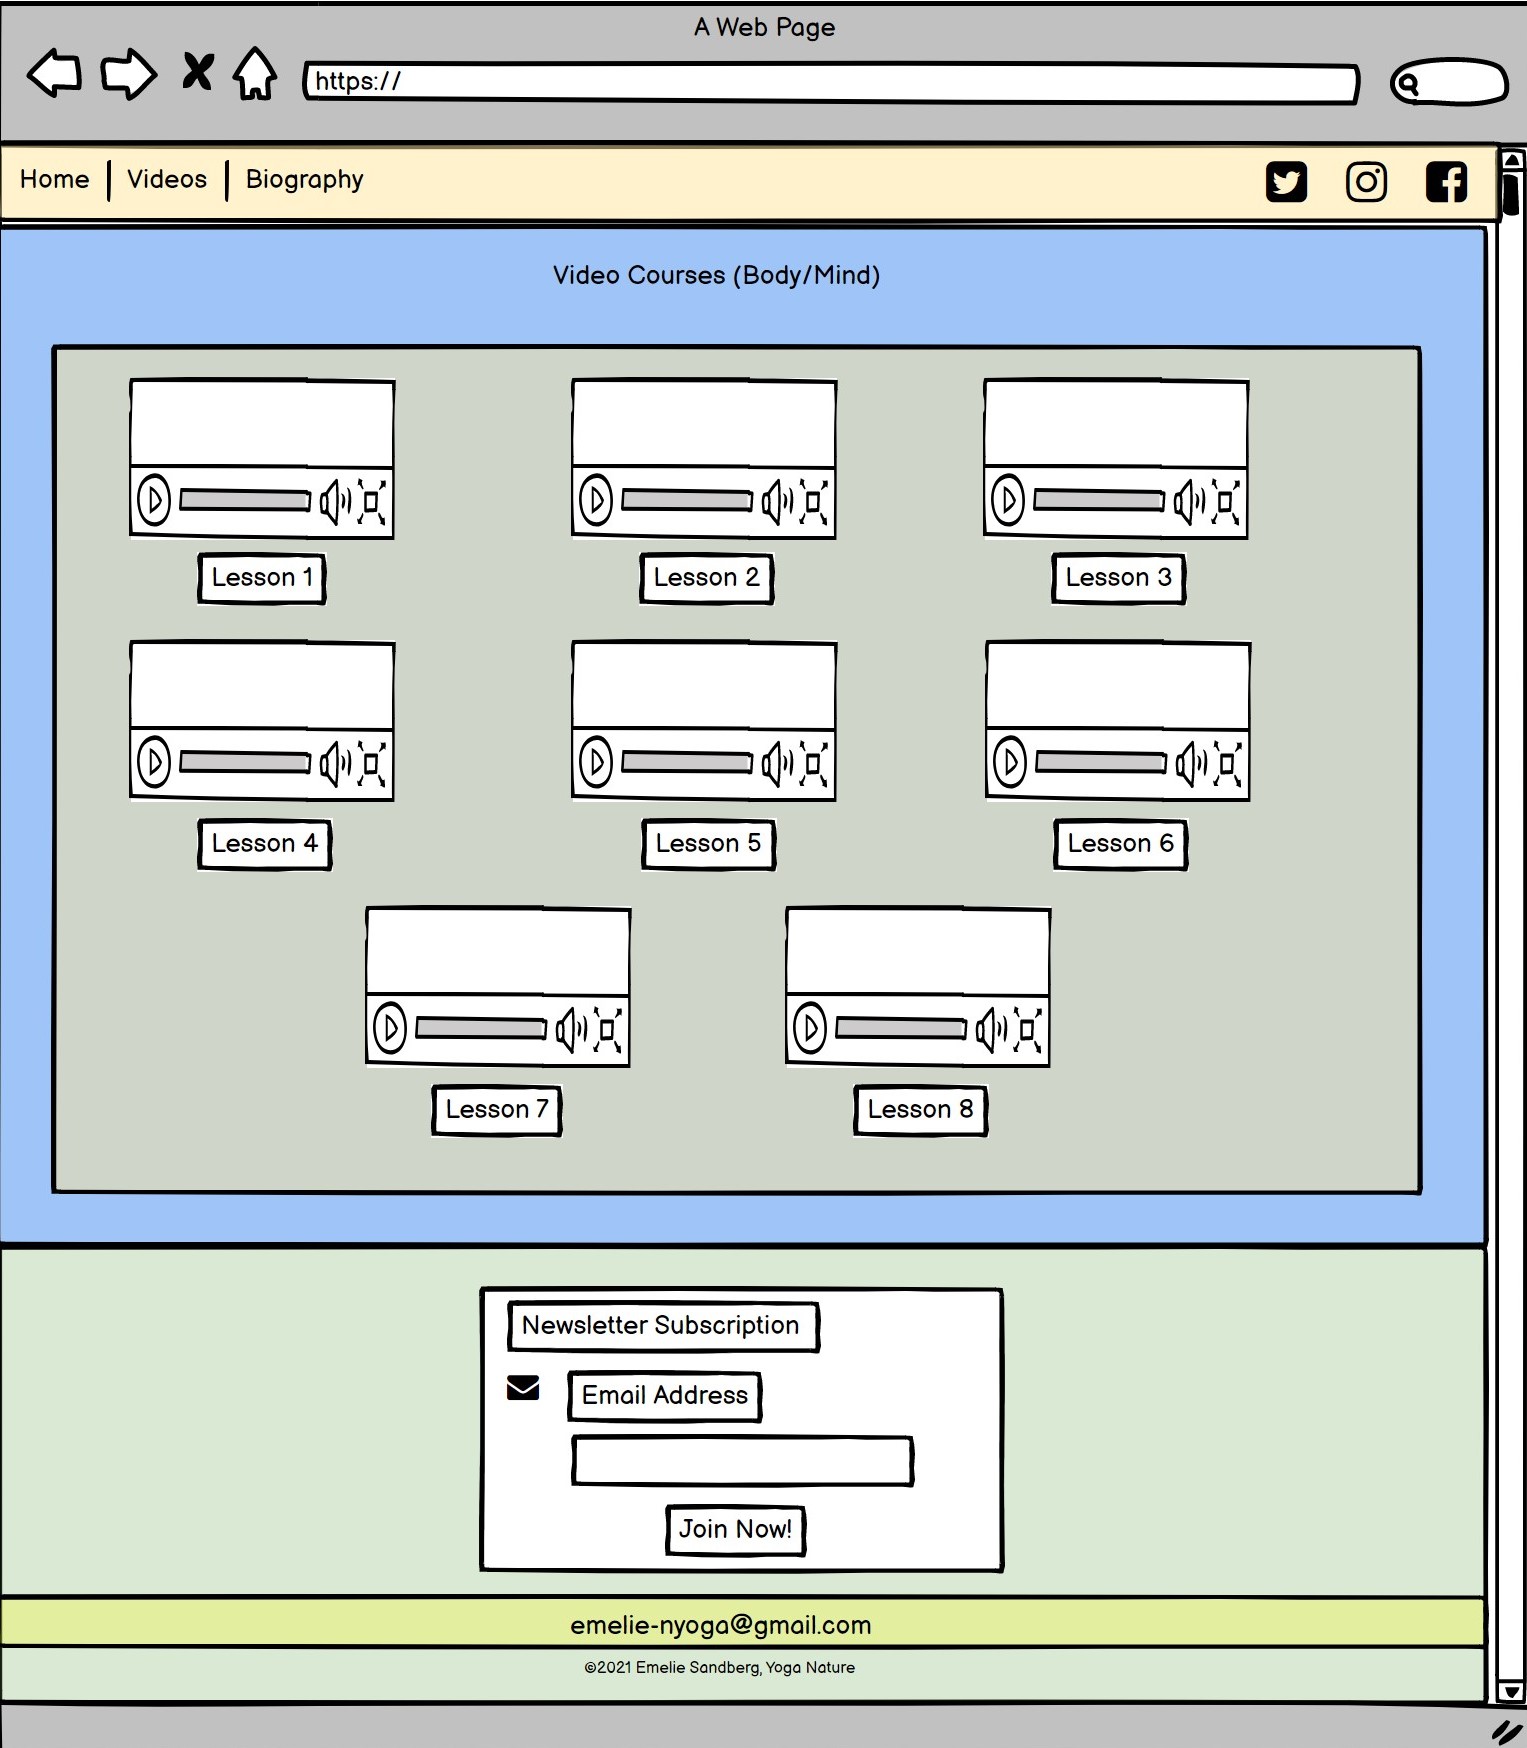 A Web Page
https://
Home Videos Biography
Video Courses (Body/Mind)
Lesson 1 Lesson 2 Lesson 3
Lesson 4 Lesson 5 Lesson 6
Lesson 7 Lesson 8
Newsletter Subscription
Email Address
Join Now!
emelie-nyoga@gmail.com
©2021 Emelie Sandberg, Yoga Nature